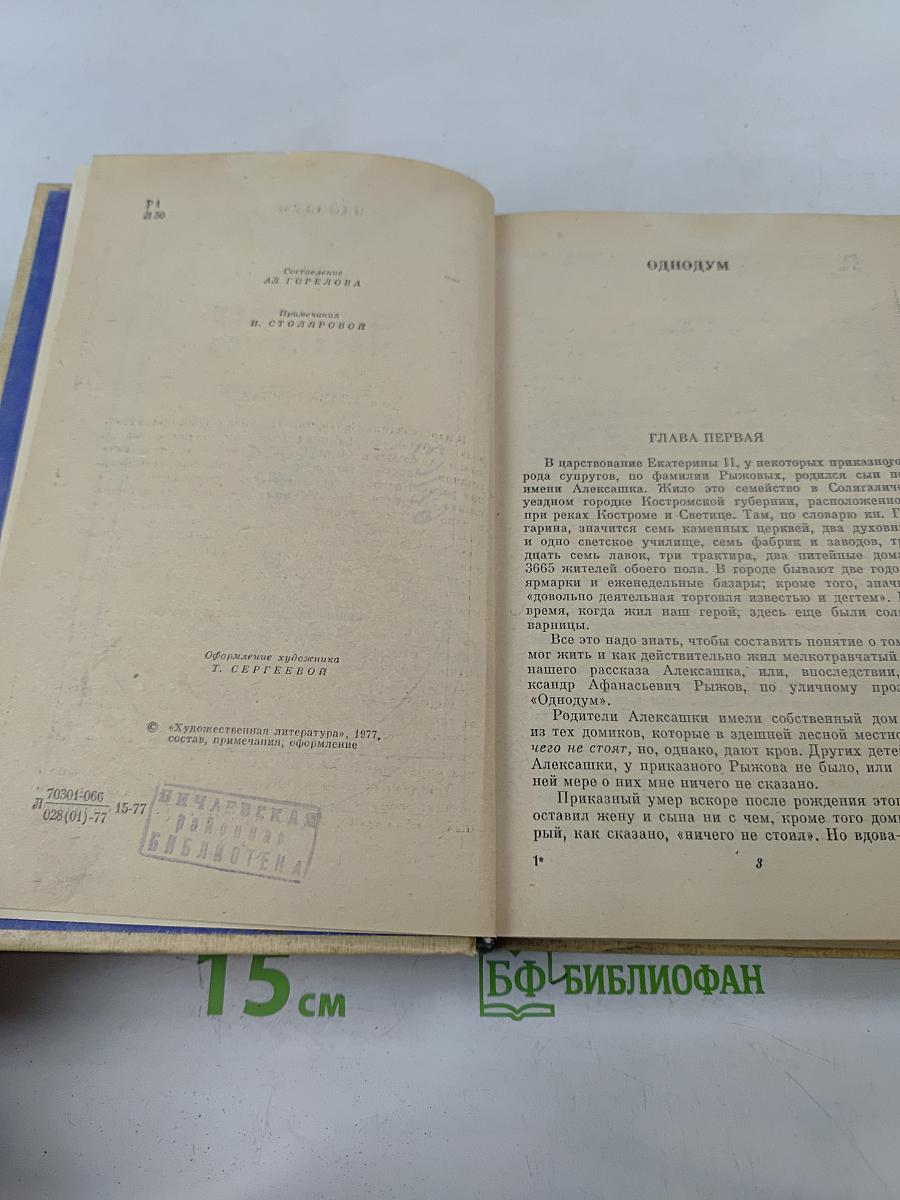 Р1
Л50
Составление
АЛ. ГОРЕЛОВА
Примечания
И. СТОЛЯРОВОЙ
Оформление художника
Т. СЕРГЕЕВОЙ
© «Художественная литература», 1977,
состав, примечания, оформление
Л 70301-066 15-77
028(01)-77
БИЧАЕВСКАЯ
районная
БИБЛИОТЕКА
ОДНОДУМ
ГЛАВА ПЕРВАЯ
В царствование Екатерины II, у некоторых приказного
рода супругов, по фамилии Рыжовых, родился сын по
имени Алексашка. Жило это семейство в Солигаличе
уездном городке Костромской губернии, расположенно
при реках Костроме и Светице. Там, по словарю кн. Г
гарина, значится семь каменных церквей, два духовн
и одно светское училище, семь фабрик и заводов, тр
дцать семь лавок, три трактира, два питейные дома
3665 жителей обоего пола. В городе бывают две годо
ярмарки и еженедельные базары; кроме того, значи
«довольно деятельная торговля известью и дегтем».
время, когда жил наш герой, здесь еще были соля
варницы.
Все это надо знать, чтобы составить понятие о том
мог жить и как действительно жил мелкотравчатый
нашего рассказа Алексашка, или, впоследствии,
ксандр Афанасьевич Рыжов, по уличному проз
«Однодум».
Родители Алексашки имели собственный дом
из тех домиков, которые в здешней лесной местно
чего не стоят, но, однако, дают кров. Других дете
Алексашки, у приказного Рыжова не было, или
ней мере о них мне ничего не сказано.
Приказный умер вскоре после рождения этог
оставил жену и сына ни с чем, кроме того доми
рый, как сказано, «ничего не стоил». Но вдова-
1*
3
15 см
БФ БИБЛИОФАН